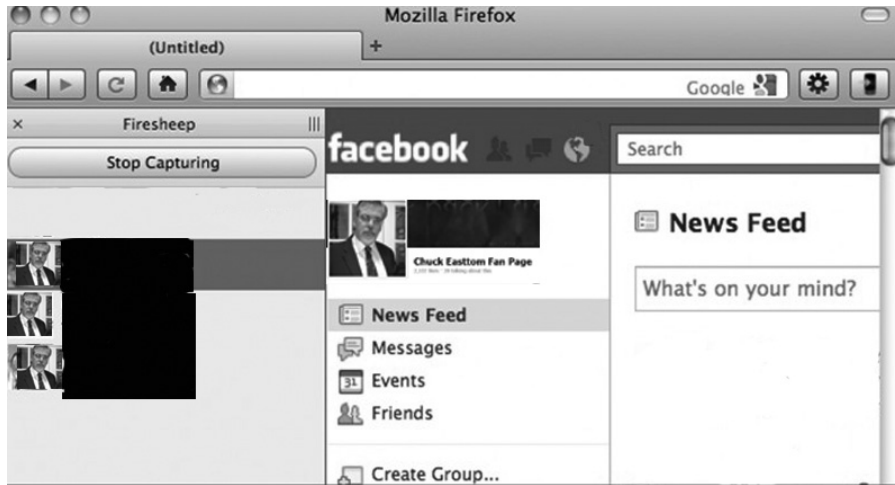 Mozilla Firefox
(Untitled)
+
Google
× Firesheep
Stop Capturing
facebook
Search
Chuck Easttom Fan Page
News Feed
What's on your mind?
News Feed
Messages
31 Events
Friends
Create Group...